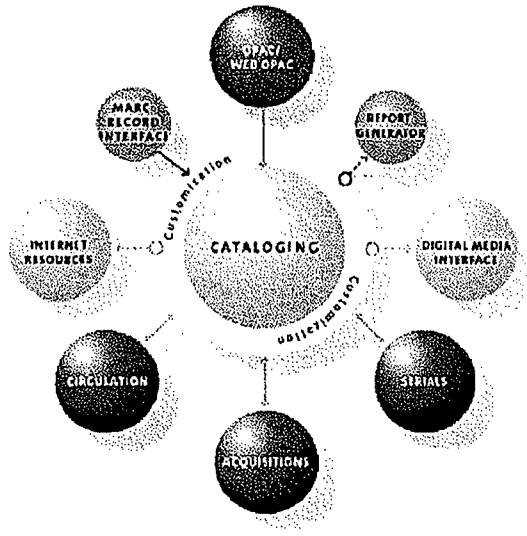 OPAC/
WEB OPAC
MARC
RECORD
INTERFACE
REPORT
GENERATOR
Customization
INTERNET
RESOURCES
CATALOGING
DIGITAL MEDIA
INTERFACE
Customization
CIRCULATION
SERIALS
ACQUISITIONS